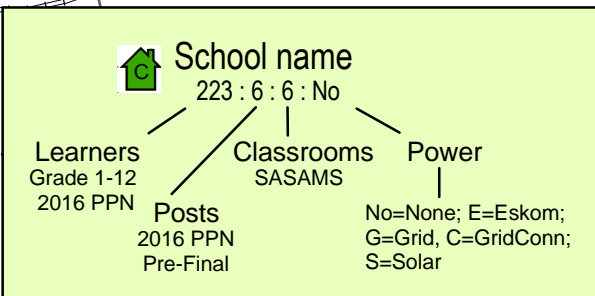 C
School name
223 : 6 : 6 : No
Learners
Grade 1-12
2016 PPN
Posts
2016 PPN
Pre-Final
Classrooms
SASAMS
Power
No=None; E=Eskom;
G=Grid, C=GridConn;
S=Solar